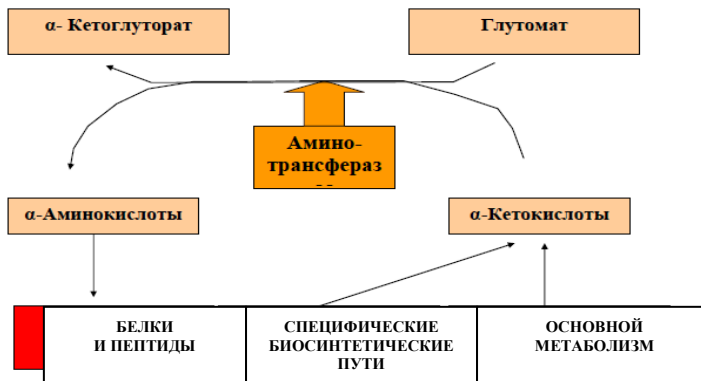 α- Кетоглуторат
Глутомат
Амино-
трансфераз
α-Аминокислоты
α-Кетокислоты
БЕЛКИ
И ПЕПТИДЫ
СПЕЦИФИЧЕСКИЕ
БИОСИНТЕТИЧЕСКИЕ
ПУТИ
ОСНОВНОЙ
МЕТАБОЛИЗМ